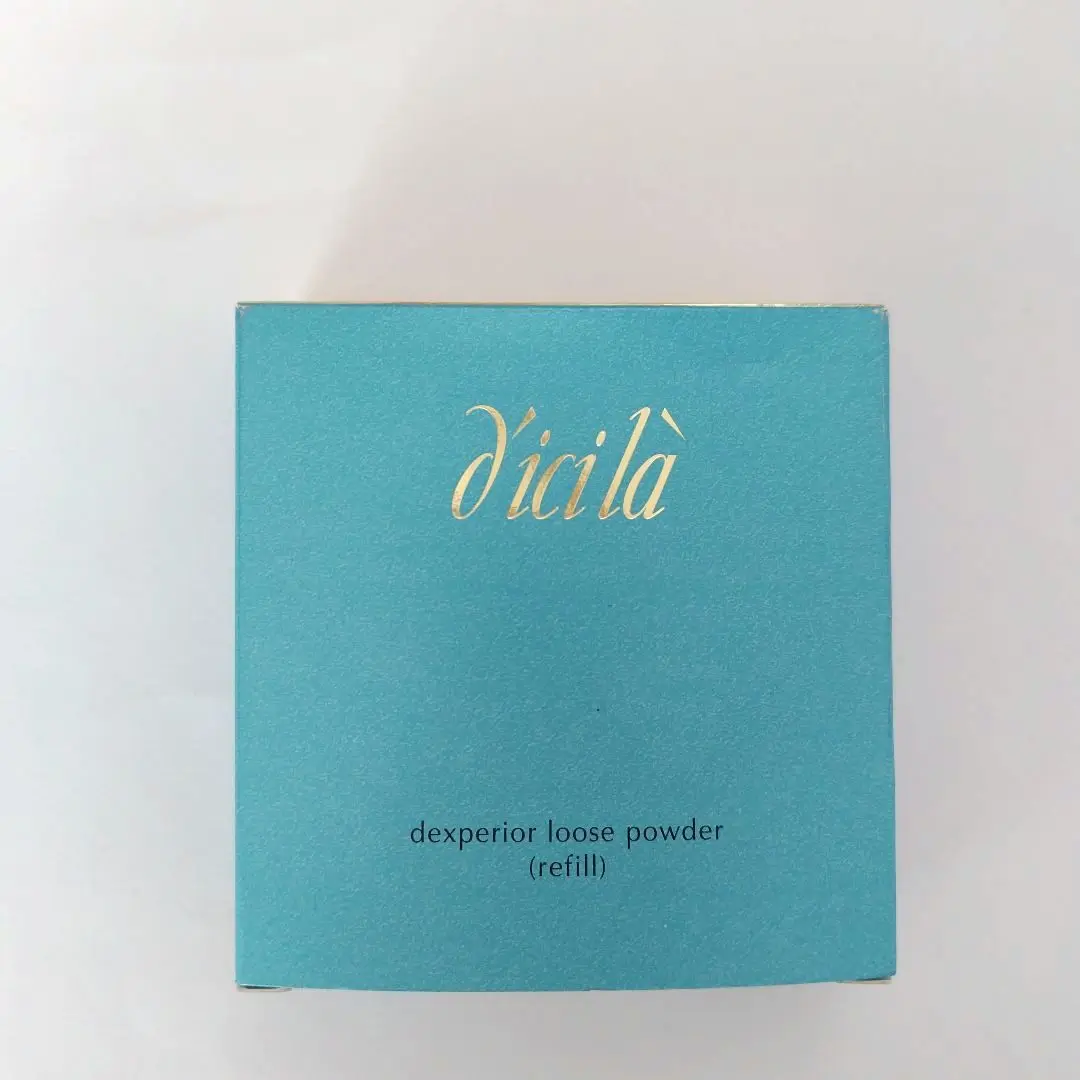 d'ici là
dexperior loose powder
(refill)